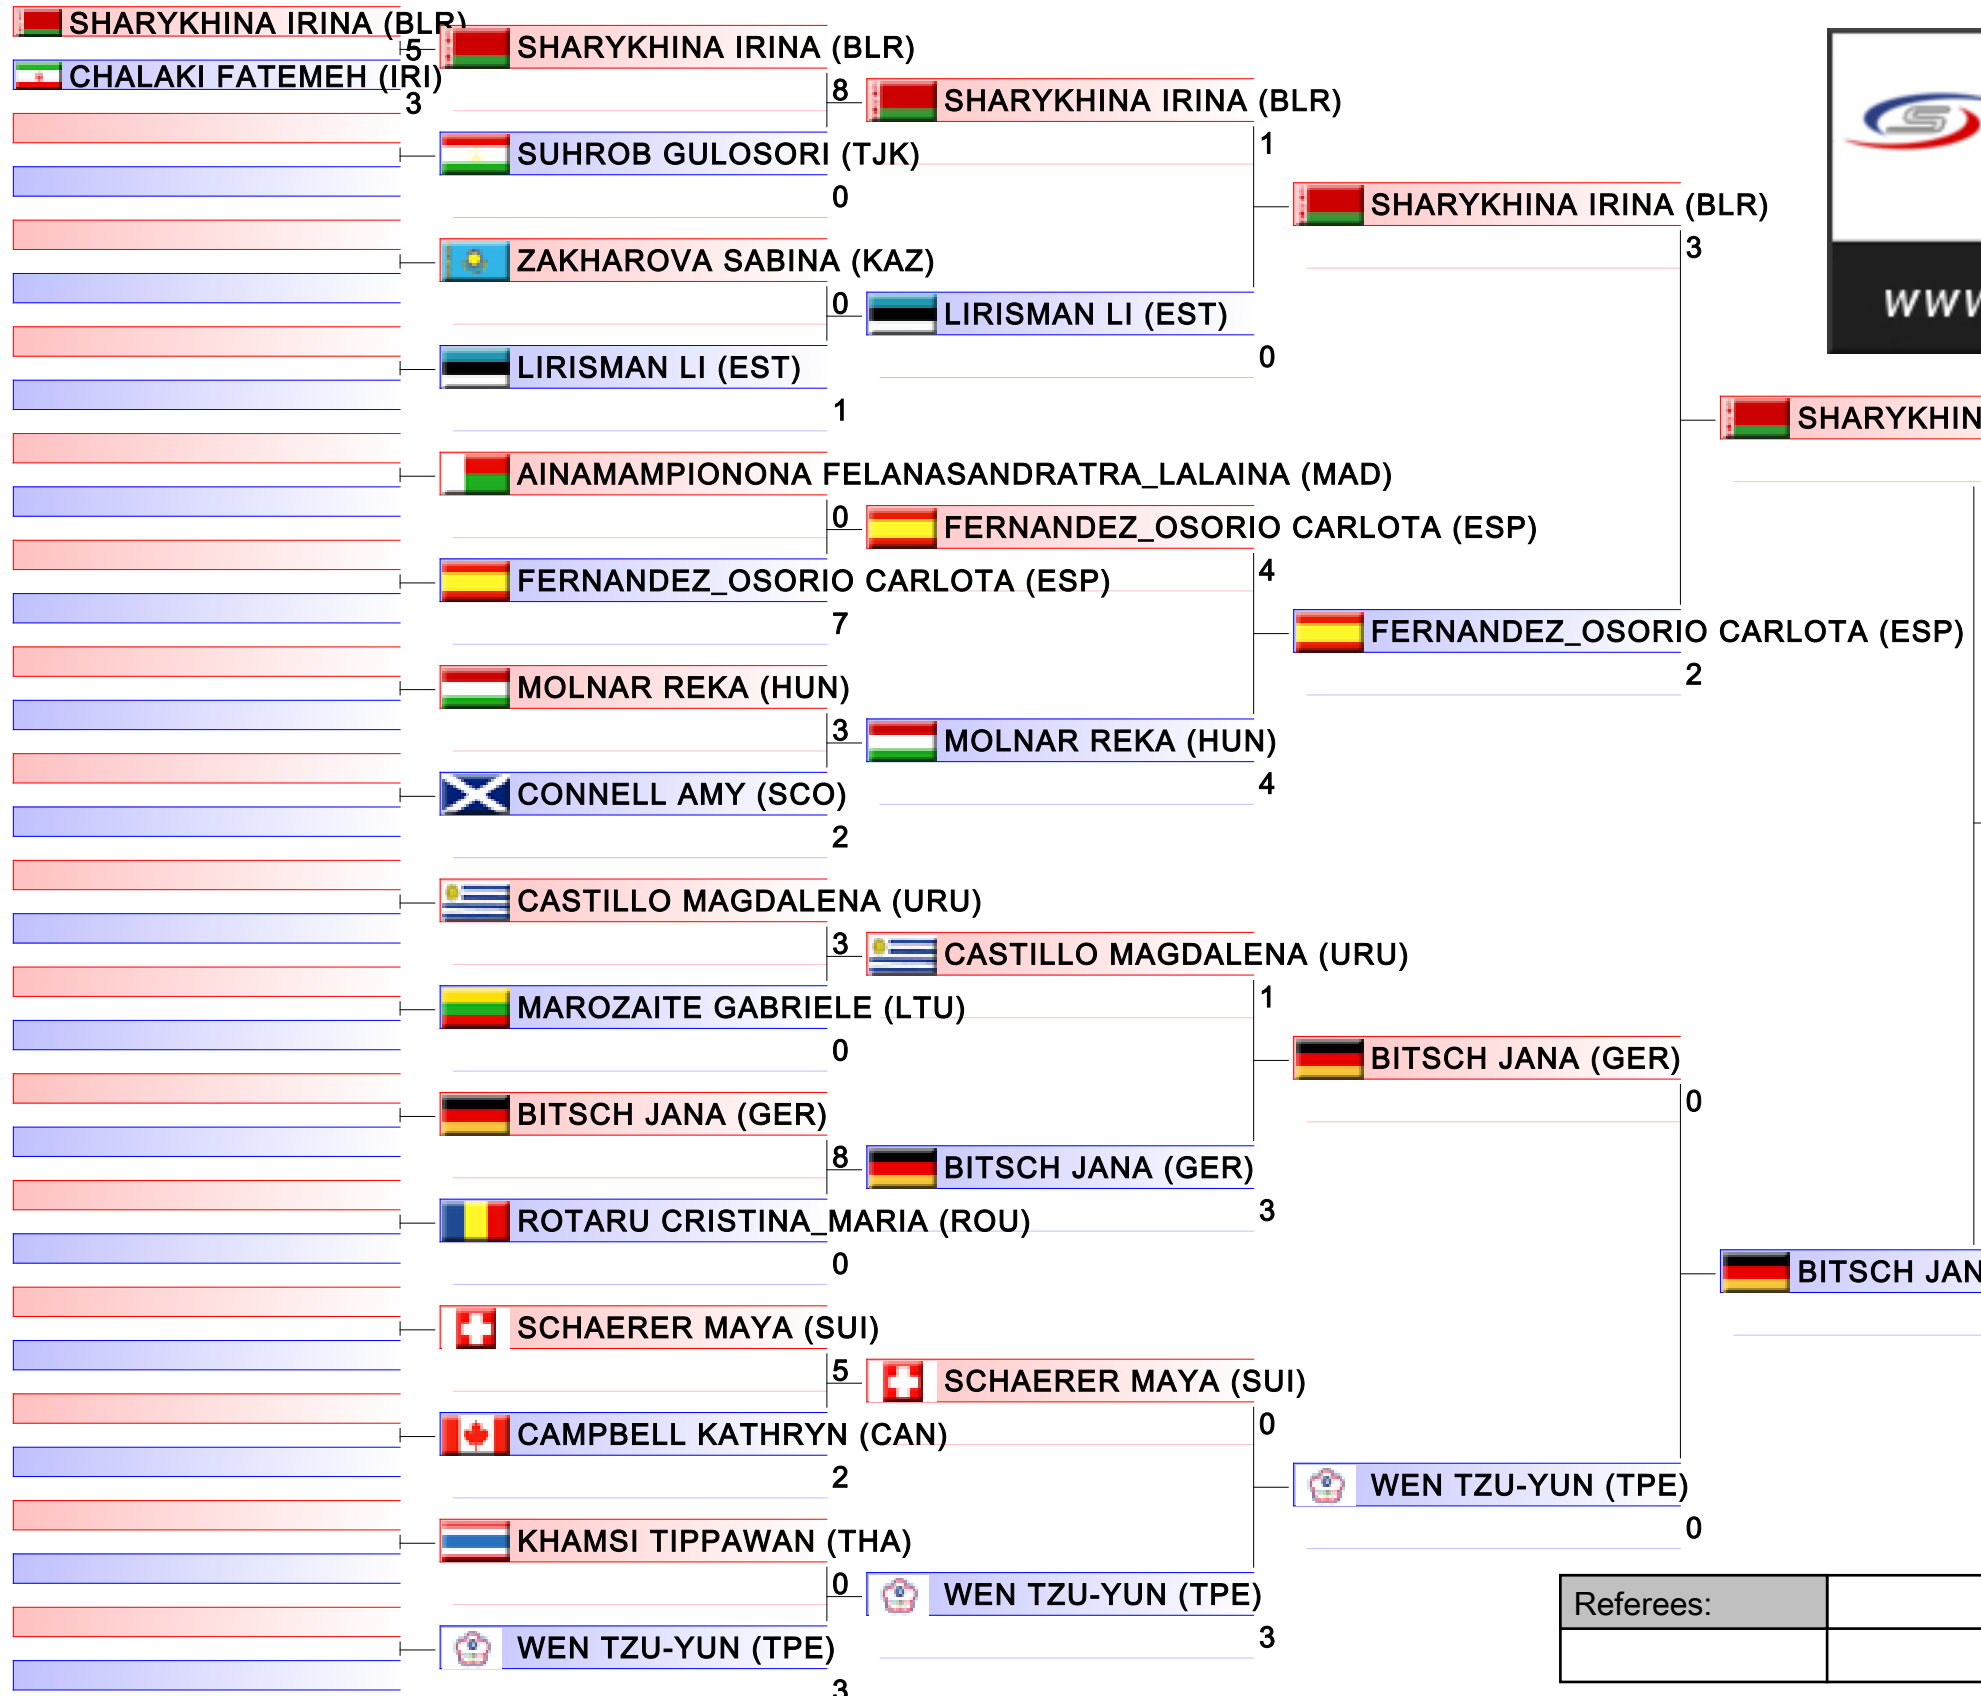 SHARYKHINA IRINA (BLR)
5
CHALAKI FATEMEH (IRI)
3
SHARYKHINA IRINA (BLR)
8
SUHROB GULOSORI (TJK)
0
ZAKHAROVA SABINA (KAZ)
0
LIRISMAN LI (EST)
1
AINAMAMPIONONA FELANASANDRATRA_LALAINA (MAD)
0
FERNANDEZ_OSORIO CARLOTA (ESP)
7
MOLNAR REKA (HUN)
3
CONNELL AMY (SCO)
2
CASTILLO MAGDALENA (URU)
3
MAROZAITE GABRIELE (LTU)
0
BITSCH JANA (GER)
8
ROTARU CRISTINA_MARIA (ROU)
0
SCHAERER MAYA (SUI)
5
CAMPBELL KATHRYN (CAN)
2
KHAMSI TIPPAWAN (THA)
0
WEN TZU-YUN (TPE)
3
SHARYKHINA IRINA (BLR)
1
LIRISMAN LI (EST)
0
FERNANDEZ_OSORIO CARLOTA (ESP)
4
MOLNAR REKA (HUN)
4
CASTILLO MAGDALENA (URU)
1
BITSCH JANA (GER)
3
SCHAERER MAYA (SUI)
0
WEN TZU-YUN (TPE)
3
SHARYKHINA IRINA (BLR)
3
FERNANDEZ_OSORIO CARLOTA (ESP)
2
BITSCH JANA (GER)
0
WEN TZU-YUN (TPE)
0
SHARYKHIN
BITSCH JAN
S
www
Referees: